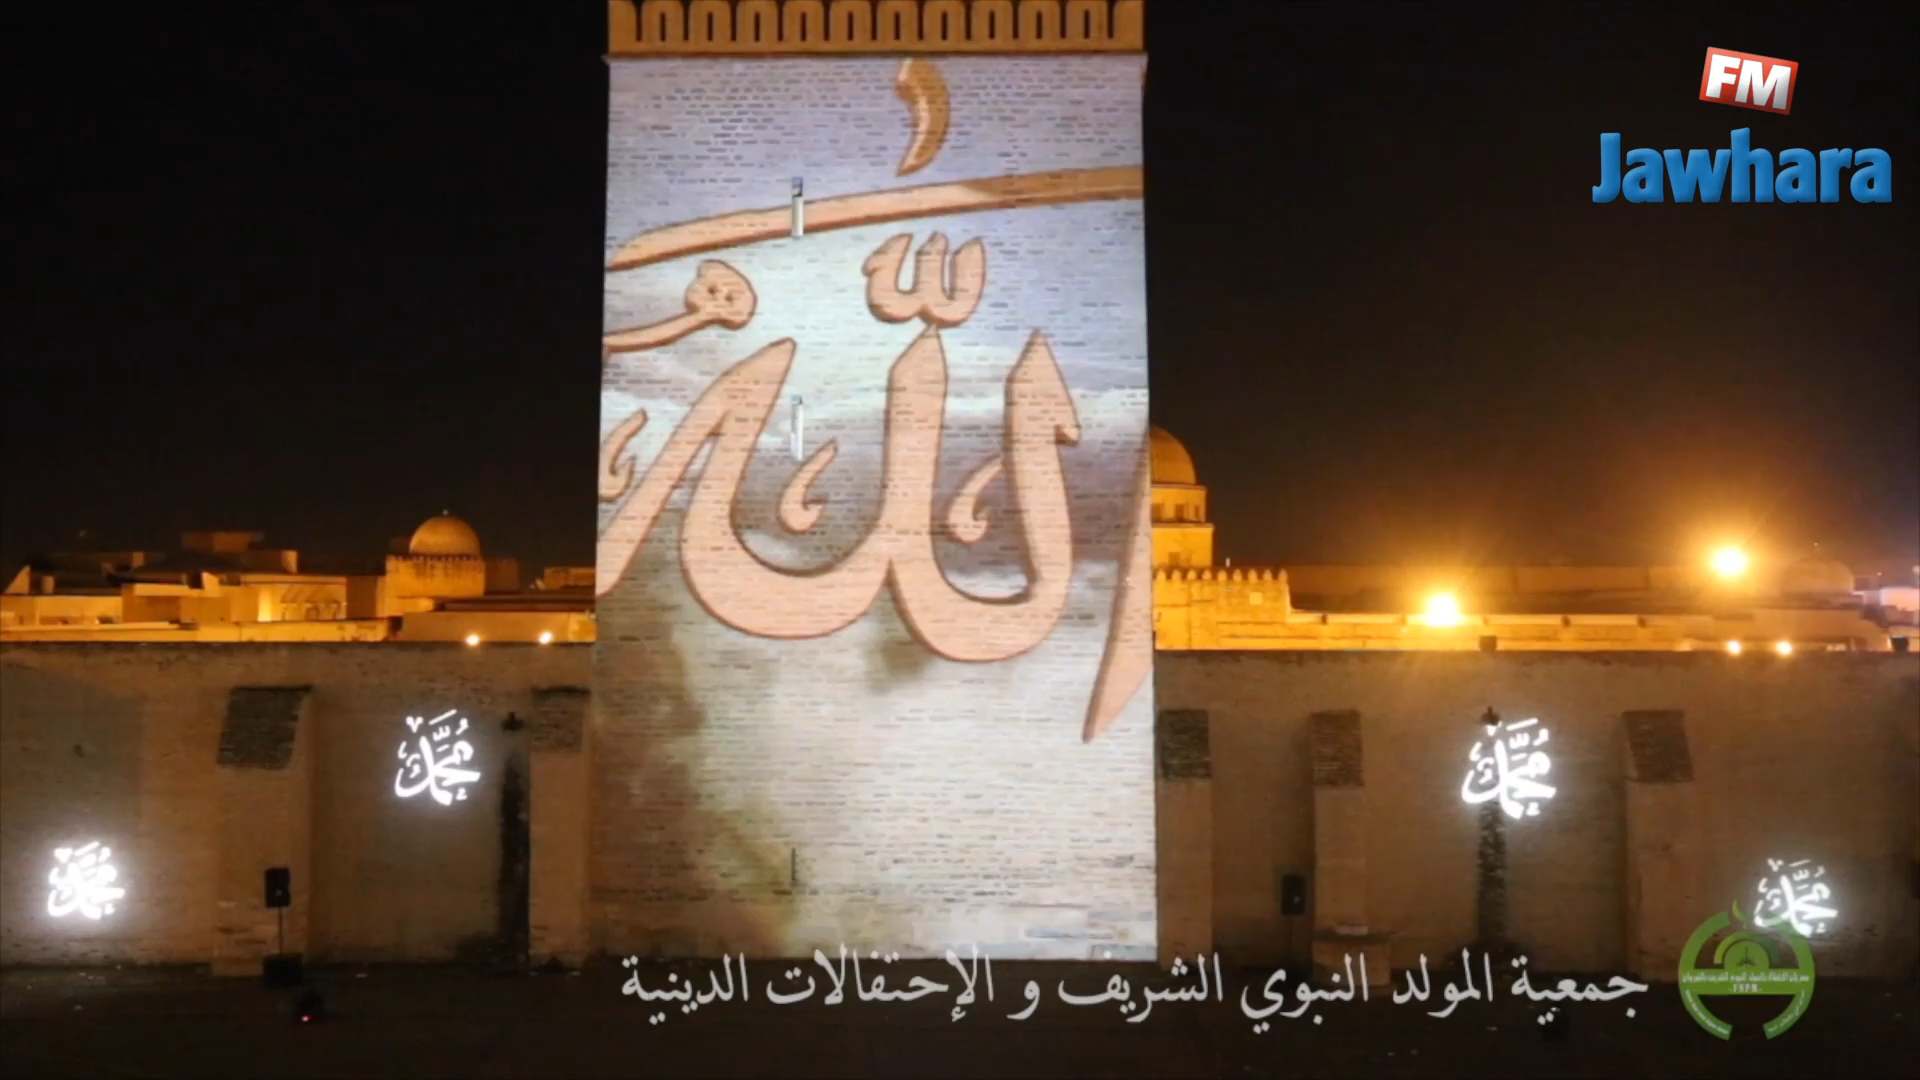 FM
Jawhara
الله
محمد
محمد
محمد
محمد
جمعية المولد النبوي الشريف و الإحتفالات الدينية